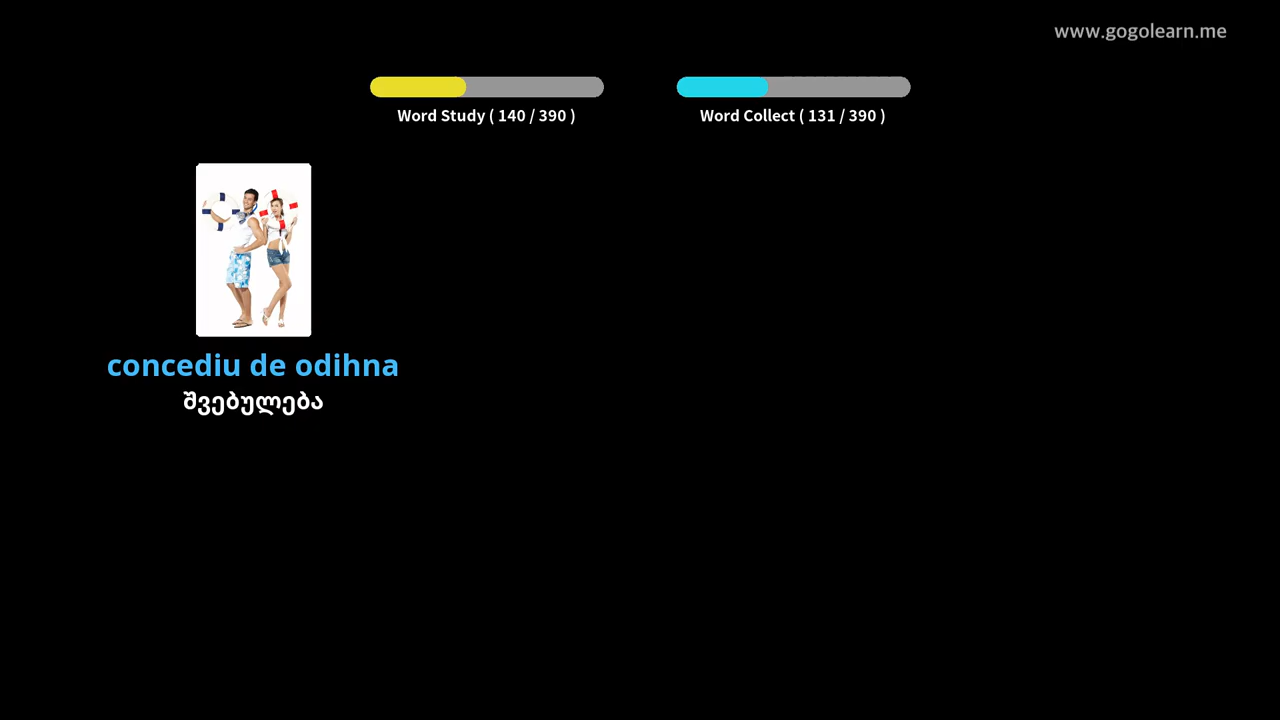 www.gogolearn.me
Word Study ( 140 / 390 )
Word Collect ( 131 / 390 )
concediu de odihna
შვებულება